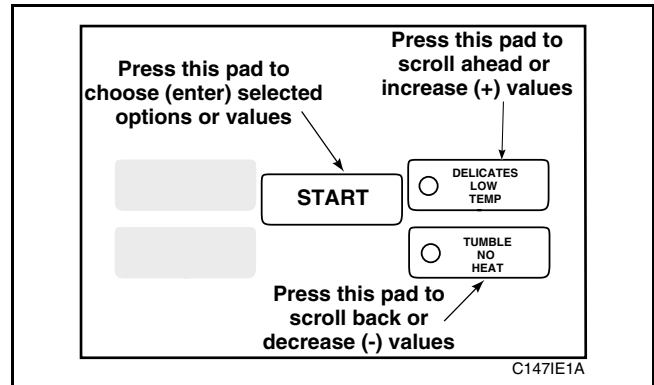 Press this pad to
choose (enter) selected
options or values
Press this pad to
scroll ahead or
increase (+) values
START
DELICATES
LOW
TEMP
TUMBLE
NO
HEAT
Press this pad to
scroll back or
decrease (-) values
C147IE1A